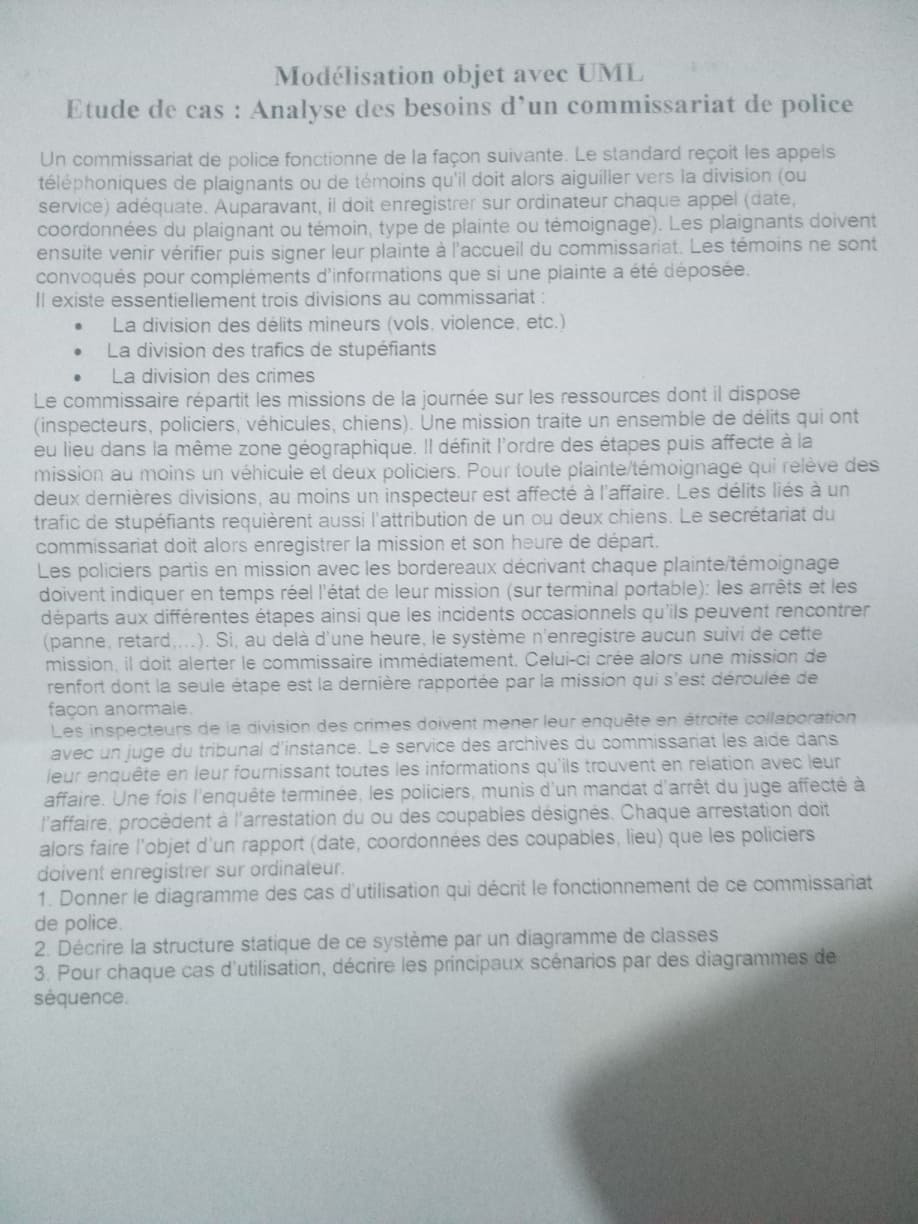 Modélisation objet avec UML
Etude de cas : Analyse des besoins d'un commissariat de police
Un commissariat de police fonctionne de la façon suivante. Le standard reçoit les appels
téléphoniques de plaignants ou de témoins qu'il doit alors aiguiller vers la division (ou
service) adéquate. Auparavant, il doit enregistrer sur ordinateur chaque appel (date,
coordonnées du plaignant ou témoin, type de plainte ou témoignage). Les plaignants doivent
ensuite venir vérifier puis signer leur plainte à l'accueil du commissariat. Les témoins ne sont
convoqués pour compléments d'informations que si une plainte a été déposée.
Il existe essentiellement trois divisions au commissariat :
• La division des délits mineurs (vols, violence, etc.)
• La division des trafics de stupéfiants
• La division des crimes
Le commissaire répartit les missions de la journée sur les ressources dont il dispose
(inspecteurs, policiers, véhicules, chiens). Une mission traite un ensemble de délits qui ont
eu lieu dans la même zone géographique. Il définit l'ordre des étapes puis affecte à la
mission au moins un véhicule et deux policiers. Pour toute plainte/témoignage qui relève des
deux dernières divisions, au moins un inspecteur est affecté à l'affaire. Les délits liés à un
trafic de stupéfiants requièrent aussi l'attribution de un ou deux chiens. Le secrétariat du
commissariat doit alors enregistrer la mission et son heure de départ.
Les policiers partis en mission avec les bordereaux décrivant chaque plainte/témoignage
doivent indiquer en temps réel l'état de leur mission (sur terminal portable): les arrêts et les
départs aux différentes étapes ainsi que les incidents occasionnels qu'ils peuvent rencontrer
(panne, retard,...). Si, au delà d'une heure, le système n'enregistre aucun suivi de cette
mission, il doit alerter le commissaire immédiatement. Celui-ci crée alors une mission de
renfort dont la seule étape est la dernière rapportée par la mission qui s'est déroulée de
façon anormale.
Les inspecteurs de la division des crimes doivent mener leur enquête en étroite collaboration
avec un juge du tribunal d'instance. Le service des archives du commissariat les aide dans
leur enquête en leur fournissant toutes les informations qu'ils trouvent en relation avec leur
affaire. Une fois l'enquête terminée, les policiers, munis d'un mandat d'arrêt du juge affecté à
l'affaire, procèdent à l'arrestation du ou des coupables désignés. Chaque arrestation doit
alors faire l'objet d'un rapport (date, coordonnées des coupables, lieu) que les policiers
doivent enregistrer sur ordinateur.
1. Donner le diagramme des cas d'utilisation qui décrit le fonctionnement de ce commissariat
de police.
2. Décrire la structure statique de ce système par un diagramme de classes
3. Pour chaque cas d'utilisation, décrire les principaux scénarios par des diagrammes de
séquence.